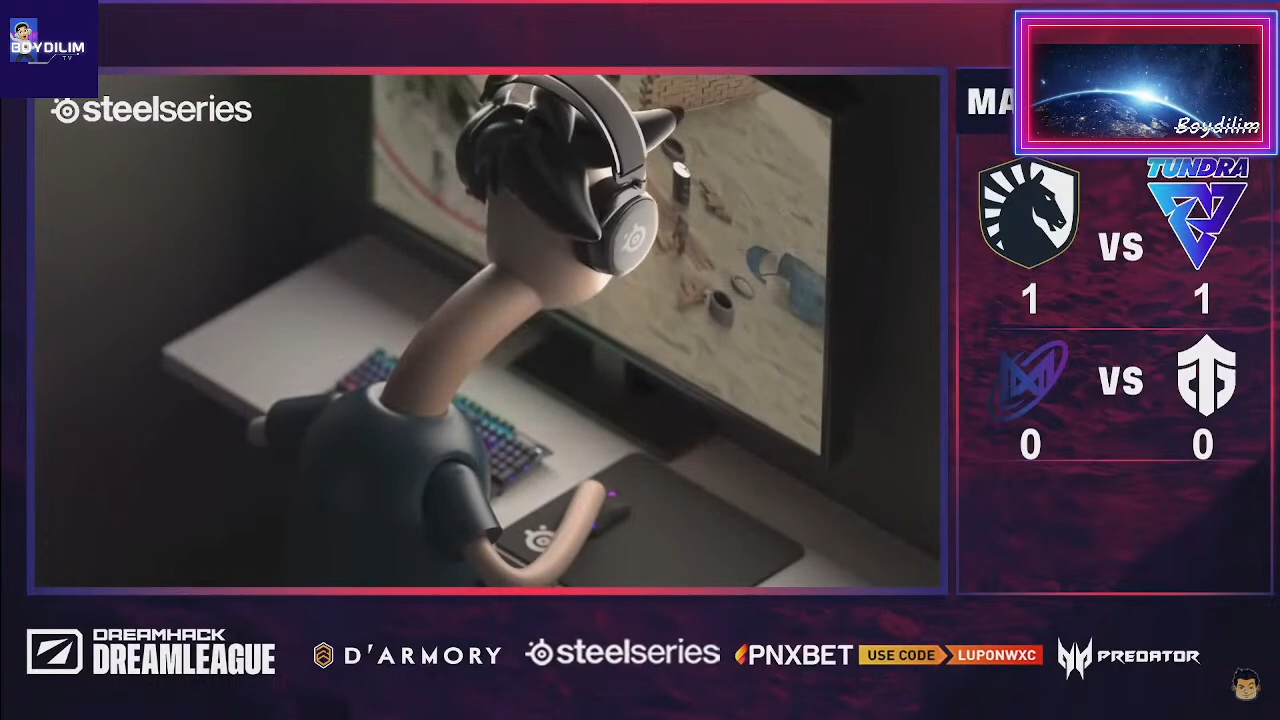 BOYDILIM
TV
steelseries
MA
Boydilim
TUNDRA
VS
1
1
VS
0
0
DREAMHACK
DREAMLEAGUE
D'ARMORY
steelseries
PNXBET
USE CODE
LUPONWXC
PREDATOR